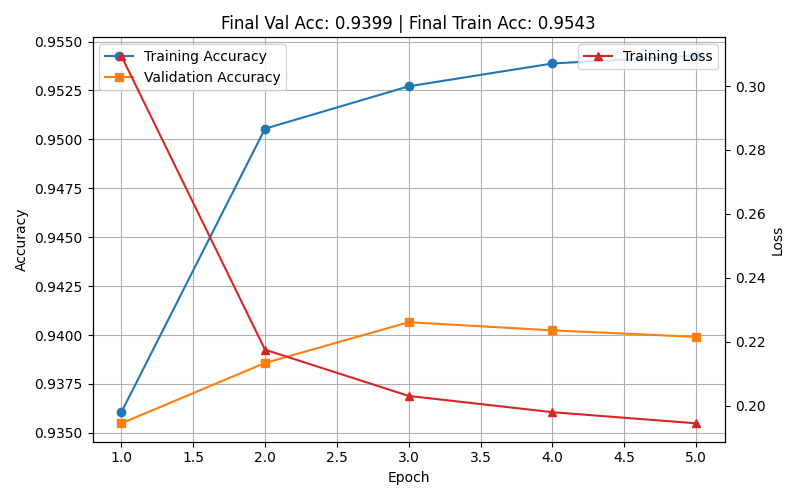 Final Val Acc: 0.9399 | Final Train Acc: 0.9543
Training Accuracy
Validation Accuracy
Training Loss
0.9550
0.9525
0.9500
0.9475
0.9450
0.9425
0.9400
0.9375
0.9350
Accuracy
0.30
0.28
0.26
0.24
0.22
0.20
Loss
1.0 1.5 2.0 2.5 3.0 3.5 4.0 4.5 5.0
Epoch